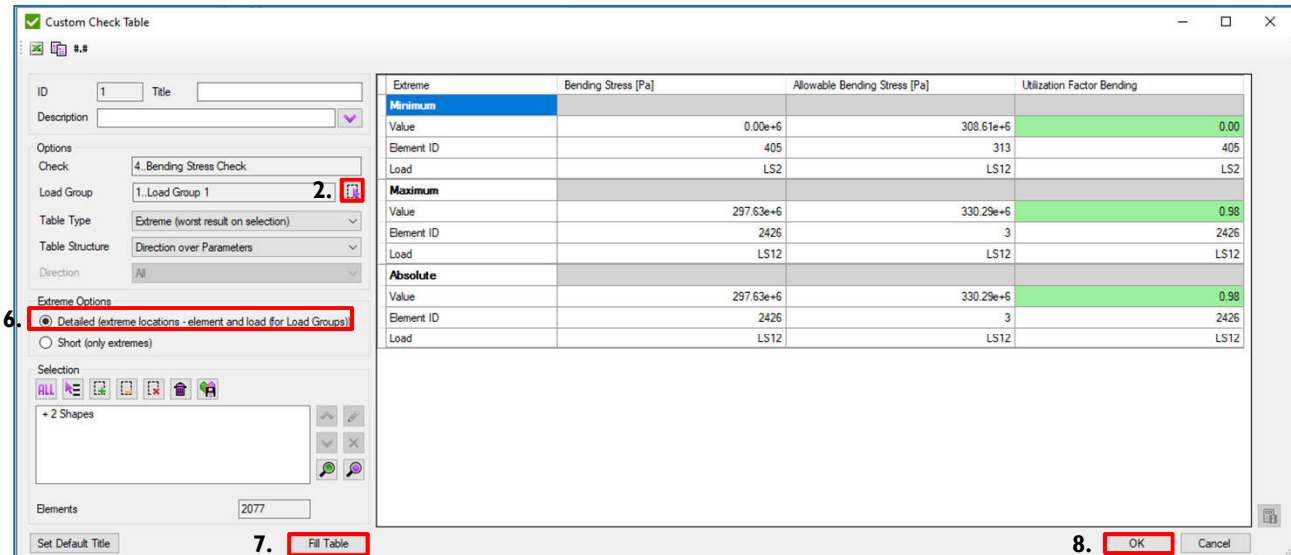 Custom Check Table
#.#
ID 1 Title
Description
Options
Check 4..Bending Stress Check
Load Group 1..Load Group 1 2.
Table Type Extreme (worst result on selection)
Table Structure Direction over Parameters
Direction All
Extreme Options
6. Detailed (extreme locations - element and load (for Load Groups))
Short (only extremes)
Selection
ALL
+ 2 Shapes
Elements 2077
Set Default Title 7. Fill Table
Extreme Bending Stress [Pa] Allowable Bending Stress [Pa] Utilization Factor Bending
Minimum
Value 0.00e+6 308.61e+6 0.00
Element ID 405 313 405
Load LS2 LS12 LS2
Maximum
Value 297.63e+6 330.29e+6 0.98
Element ID 2426 3 2426
Load LS12 LS12 LS12
Absolute
Value 297.63e+6 330.29e+6 0.98
Element ID 2426 3 2426
Load LS12 LS12 LS12
8. OK Cancel